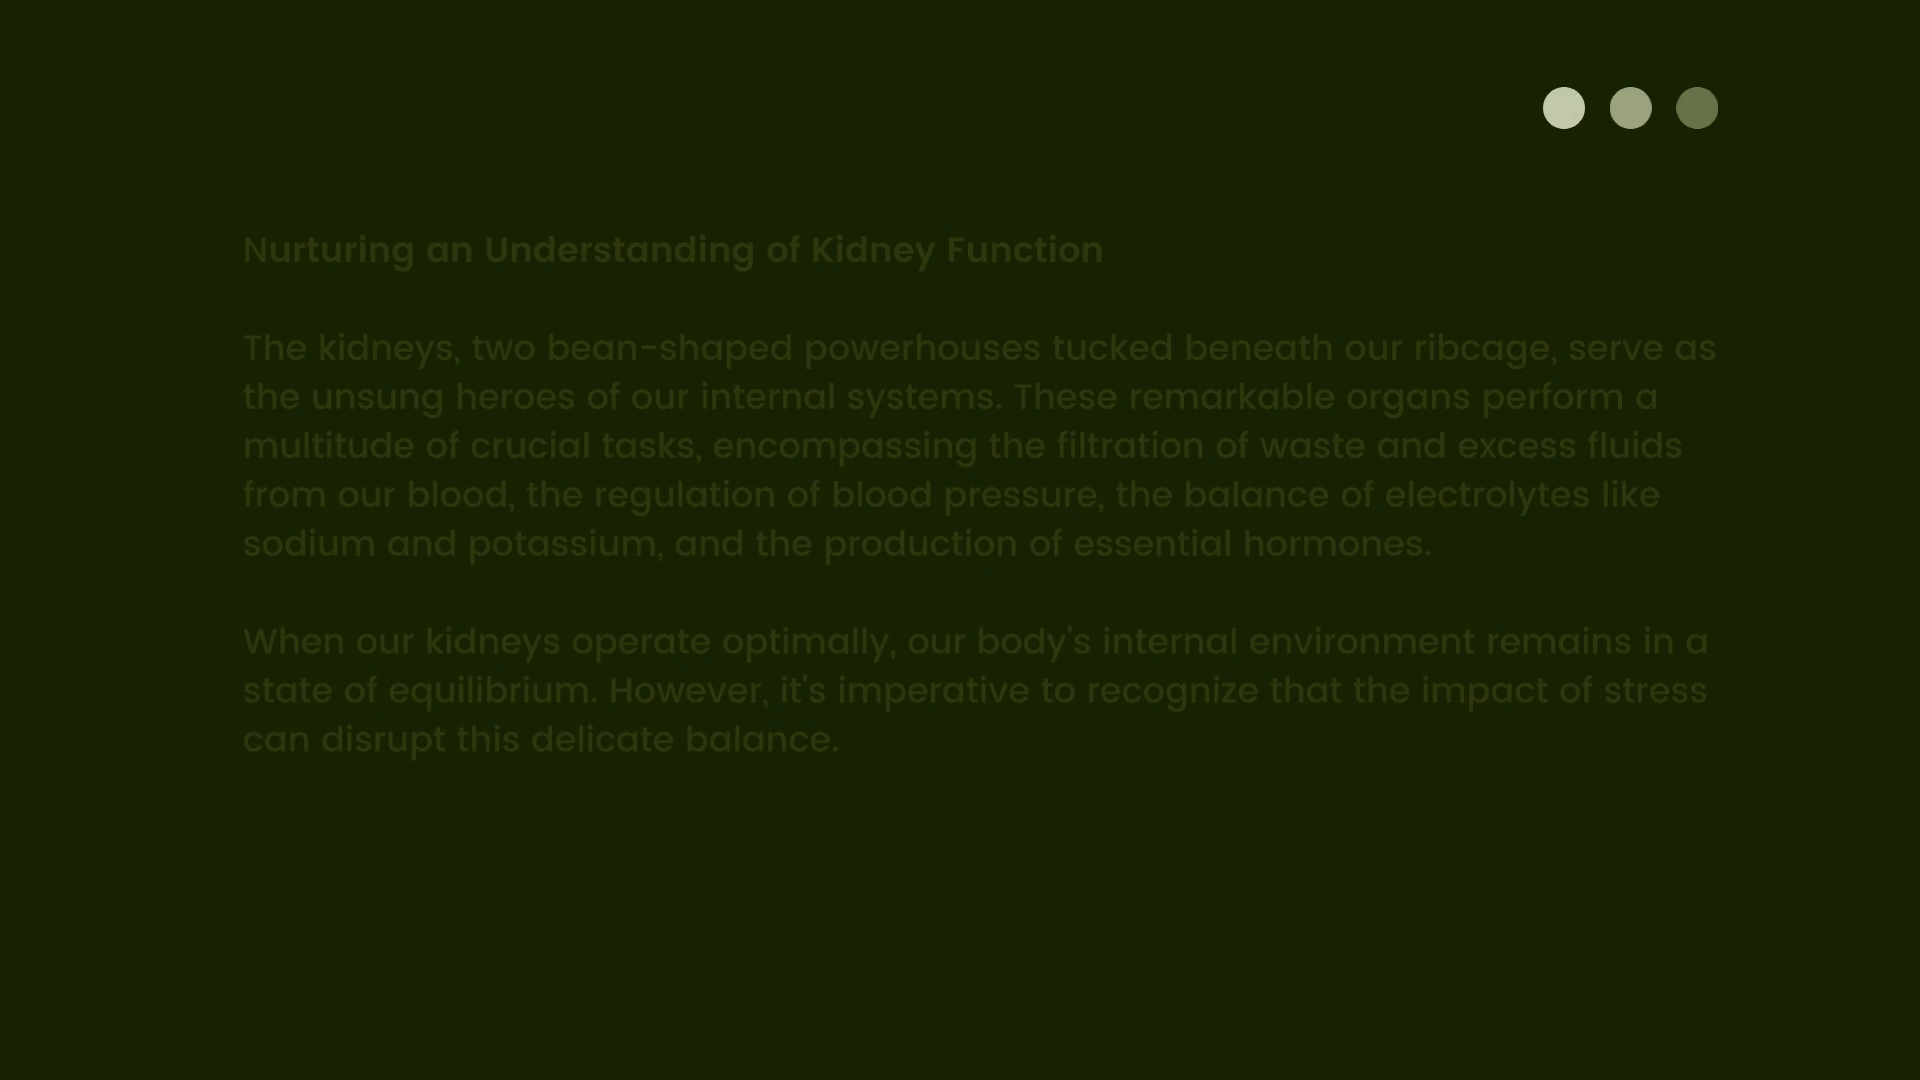 Nurturing an Understanding of Kidney Function
The kidneys, two bean-shaped powerhouses tucked beneath our ribcage, serve as
the unsung heroes of our internal systems. These remarkable organs perform a
multitude of crucial tasks, encompassing the filtration of waste and excess fluids
from our blood, the regulation of blood pressure, the balance of electrolytes like
sodium and potassium, and the production of essential hormones.
When our kidneys operate optimally, our body's internal environment remains in a
state of equilibrium. However, it's imperative to recognize that the impact of stress
can disrupt this delicate balance.